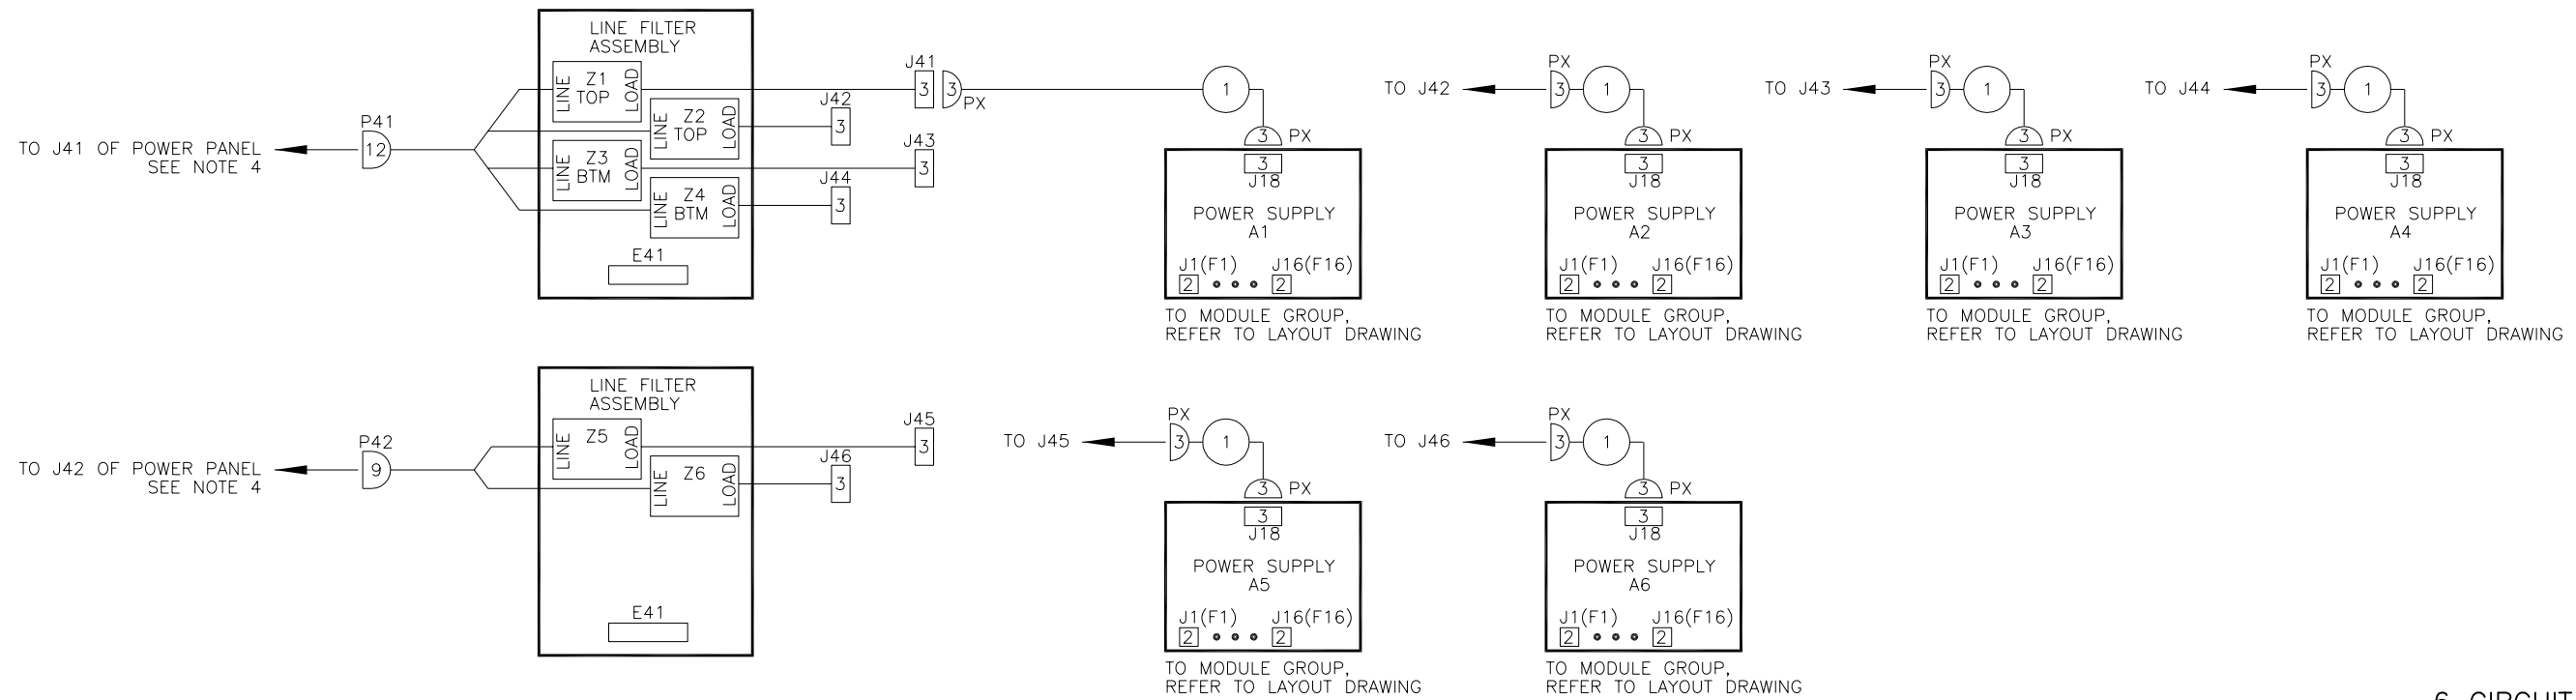 LINE FILTER
ASSEMBLY
LINE
Z1
TOP
LOAD
LINE
Z2
TOP
LOAD
LINE
Z3
BTM
LOAD
LINE
Z4
BTM
LOAD
E41
P41
12
TO J41 OF POWER PANEL
SEE NOTE 4
J41
3
3
PX
J42
3
J43
3
J44
3
1
3
PX
3
J18
POWER SUPPLY
A1
J1(F1)
J16(F16)
2
2
TO MODULE GROUP,
REFER TO LAYOUT DRAWING
TO J42
PX
3
1
3
PX
3
J18
POWER SUPPLY
A2
J1(F1)
J16(F16)
2
2
TO MODULE GROUP,
REFER TO LAYOUT DRAWING
TO J43
PX
3
1
3
PX
3
J18
POWER SUPPLY
A3
J1(F1)
J16(F16)
2
2
TO MODULE GROUP,
REFER TO LAYOUT DRAWING
TO J44
PX
3
1
3
PX
3
J18
POWER SUPPLY
A4
J1(F1)
J16(F16)
2
2
TO MODULE GROUP,
REFER TO LAYOUT DRAWING
LINE FILTER
ASSEMBLY
LINE
Z5
LOAD
LINE
Z6
LOAD
E41
P42
9
TO J42 OF POWER PANEL
SEE NOTE 4
J45
3
J46
3
TO J45
PX
3
1
3
PX
3
J18
POWER SUPPLY
A5
J1(F1)
J16(F16)
2
2
TO MODULE GROUP,
REFER TO LAYOUT DRAWING
TO J46
PX
3
1
3
PX
3
J18
POWER SUPPLY
A6
J1(F1)
J16(F16)
2
2
TO MODULE GROUP,
REFER TO LAYOUT DRAWING
CIRCUIT